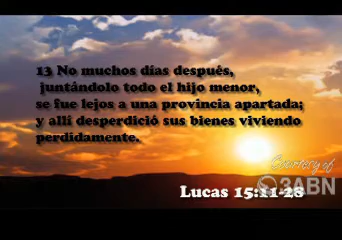 13 No muchos días después,
juntándolo todo el hijo menor,
se fue lejos a una provincia apartada;
y allí desperdició sus bienes viviendo
perdidamente.
Courtesy of
3ABN
Lucas 15:11-28